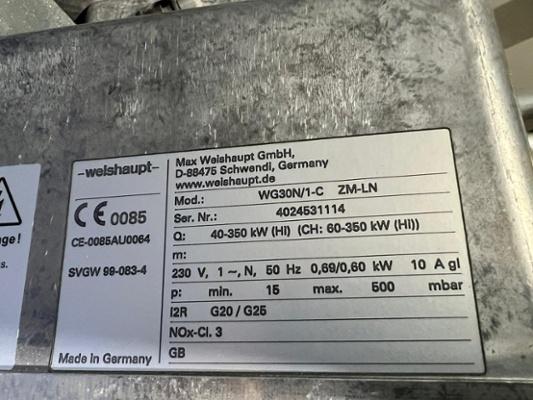 nge !
s.
-weishaupt-
CE 0085
CE-0085AU0064
SVGW 99-083-4
Made in Germany
Max Weishaupt GmbH,
D-88475 Schwendi, Germany
www.weishaupt.de
Mod.: WG30N/1-C ZM-LN
Ser. Nr.: 4024531114
Q: 40-350 kW (Hi) (CH: 60-350 kW (Hi))
m:
230 V, 1 ~, N, 50 Hz 0,69/0,60 kW 10 A gl
p: min. 15 max. 500 mbar
I2R G20 / G25
NOx-Cl. 3
GB